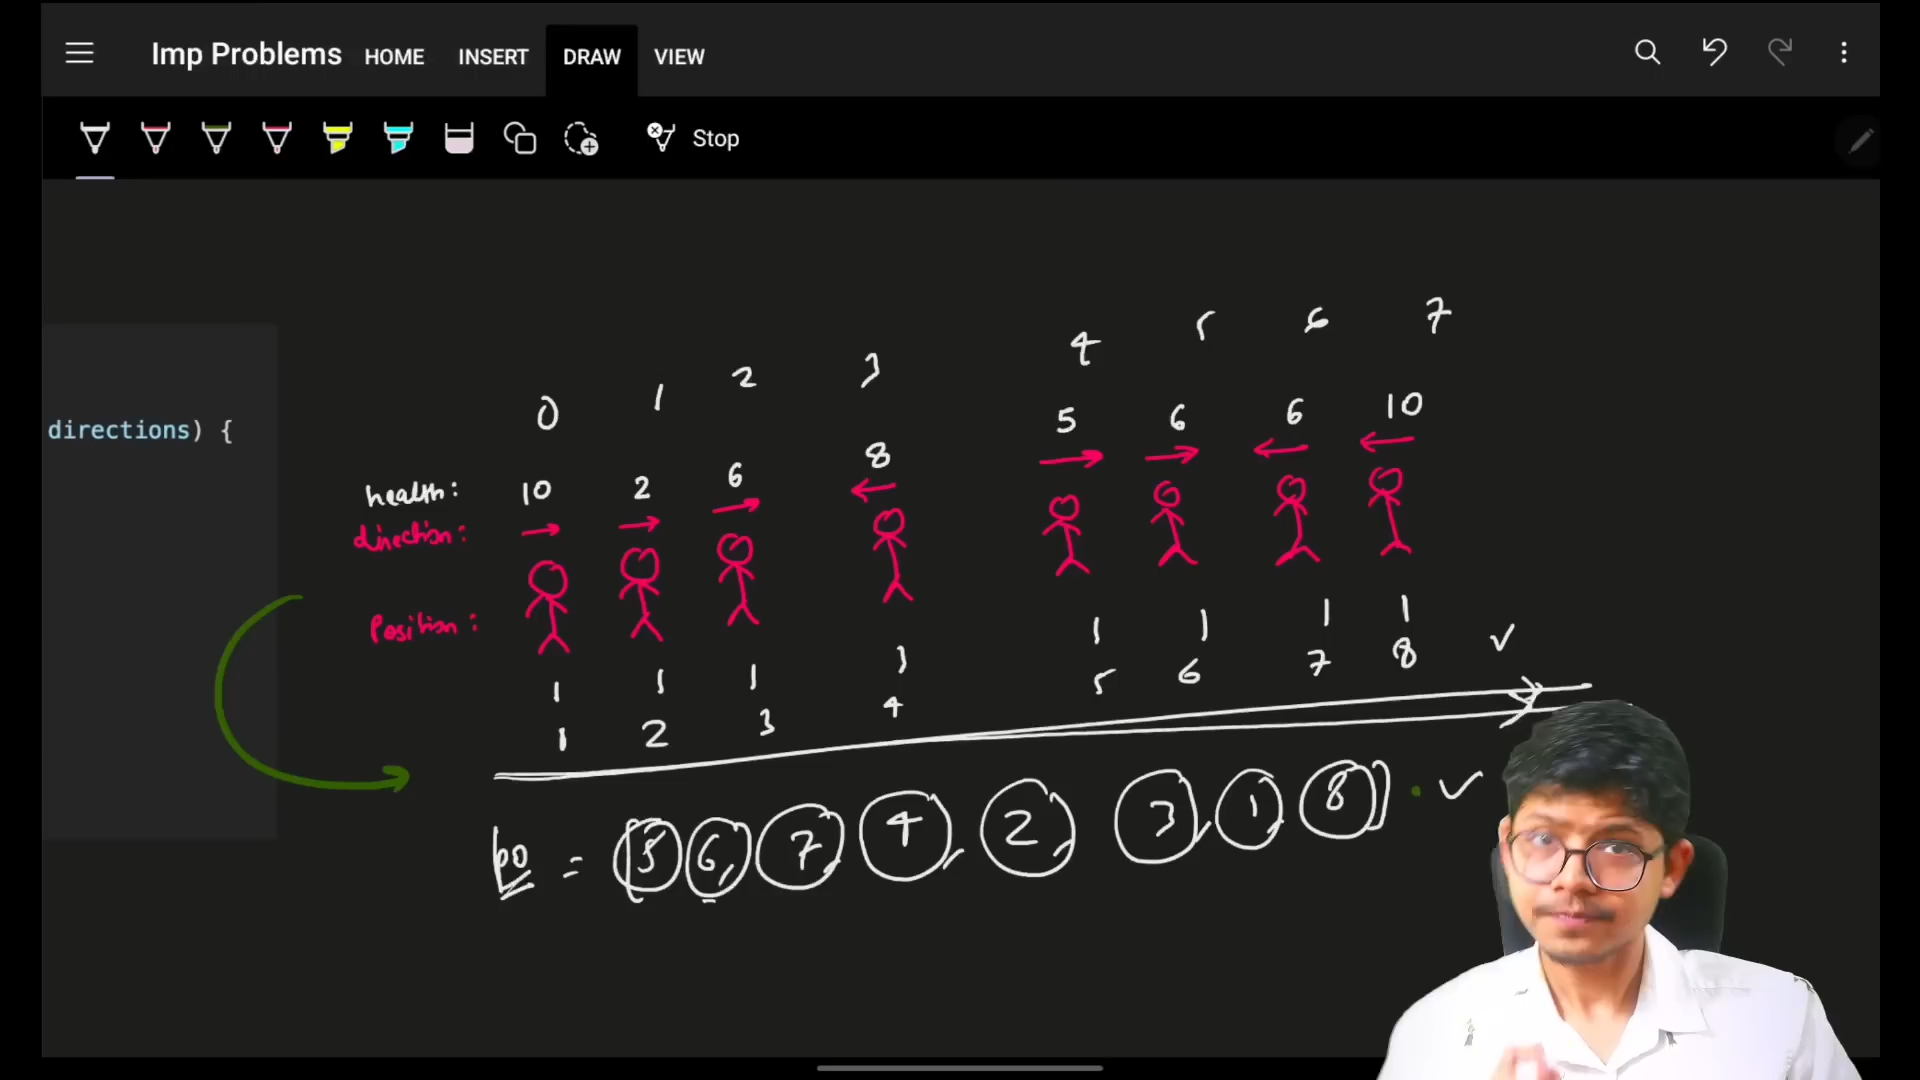 Imp Problems HOME INSERT DRAW VIEW
Stop
0 1 2 3 4 5 6 7
directions) {
health: 10 2 6 8 5 6 6 10
direction:
Position:
1 2 3 4 5 6 7 8
= [5 6, 7, 4, 2, 3, 1, 8]